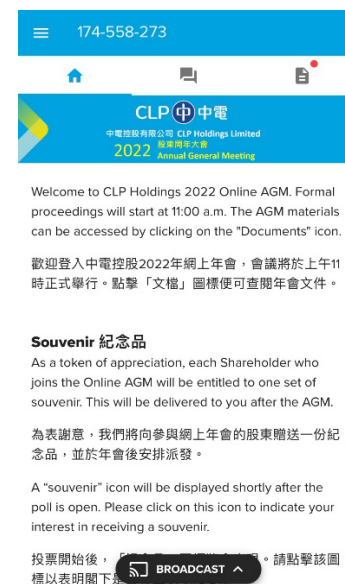 174-558-273
CLP 中電
中電控股有限公司 CLP Holdings Limited
2022 股東周年大會
Annual General Meeting
Welcome to CLP Holdings 2022 Online AGM. Formal
proceedings will start at 11:00 a.m. The AGM materials
can be accessed by clicking on the "Documents" icon.
歡迎登入中電控股2022年網上年會，會議將於上午11
時正式舉行。點擊「文檔」圖標便可查閱年會文件。
Souvenir 紀念品
As a token of appreciation, each Shareholder who
joins the Online AGM will be entitled to one set of
souvenir. This will be delivered to you after the AGM.
為表謝意，我們將向參與網上年會的股東贈送一份紀
念品，並於年會後安排派發。
A “souvenir” icon will be displayed shortly after the
poll is open. Please click on this icon to indicate your
interest in receiving a souvenir.
投票開始後，「 。請點擊該圖
標以表明閣下是
BROADCAST